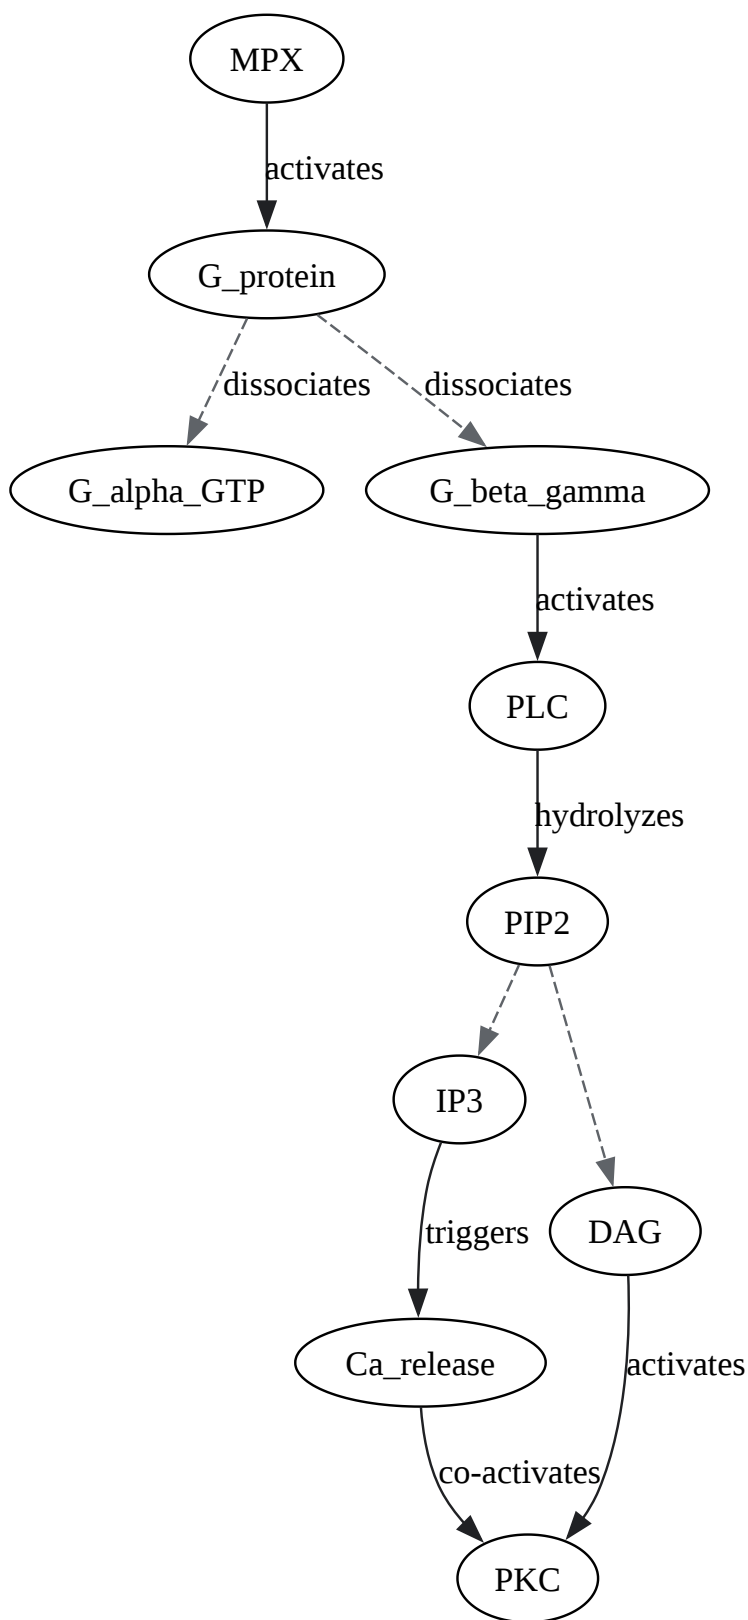 MPX
activates
G_protein
dissociates
dissociates
G_alpha_GTP
G_beta_gamma
activates
PLC
hydrolyzes
PIP2
IP3
triggers
DAG
Ca_release
activates
co-activates
PKC